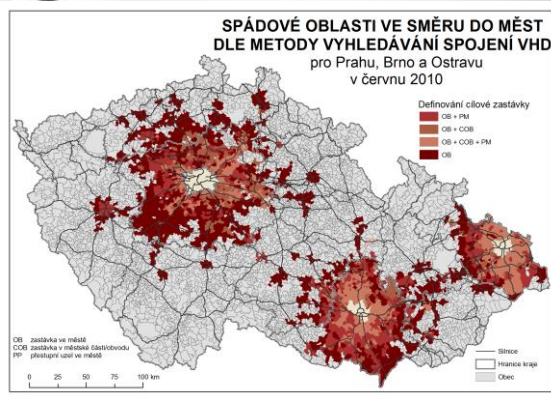 SPÁDOVÉ OBLASTI VE SMĚRU DO MĚST
DLE METODY VYHLEDÁVÁNÍ SPOJENÍ VHD
pro Prahu, Brno a Ostravu
v červnu 2010
Definování cílové zastávky
OB + PM
OB + COB
OB + COB + PM
OB
OB zastávka ve městě
COB zastávka v městské části/obvodu
PP přestupní uzel ve městě
0 25 50 75 100 km
Silnice
Hranice kraje
Obec